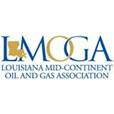 LMOGA
LOUISIANA MID-CONTINENT
OIL AND GAS ASSOCIATION